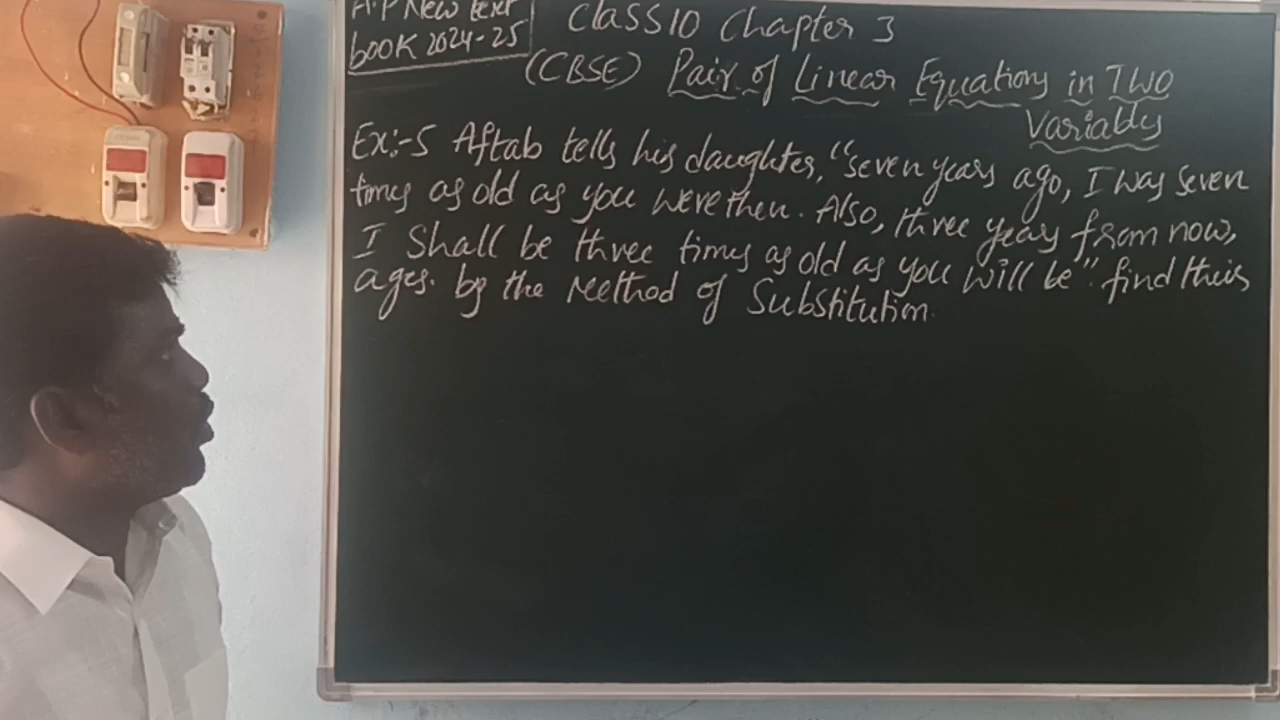 A.P New text
book 2024-25
Class 10 Chapter 3
(CBSE) Pair of Linear Equations in Two
Variables
Ex:-5 Aftab tells his daughter, "Seven years ago, I was seven
times as old as you were then. Also, three years from now,
I Shall be three times as old as you will be" find their
ages. by the Method of Substitution.